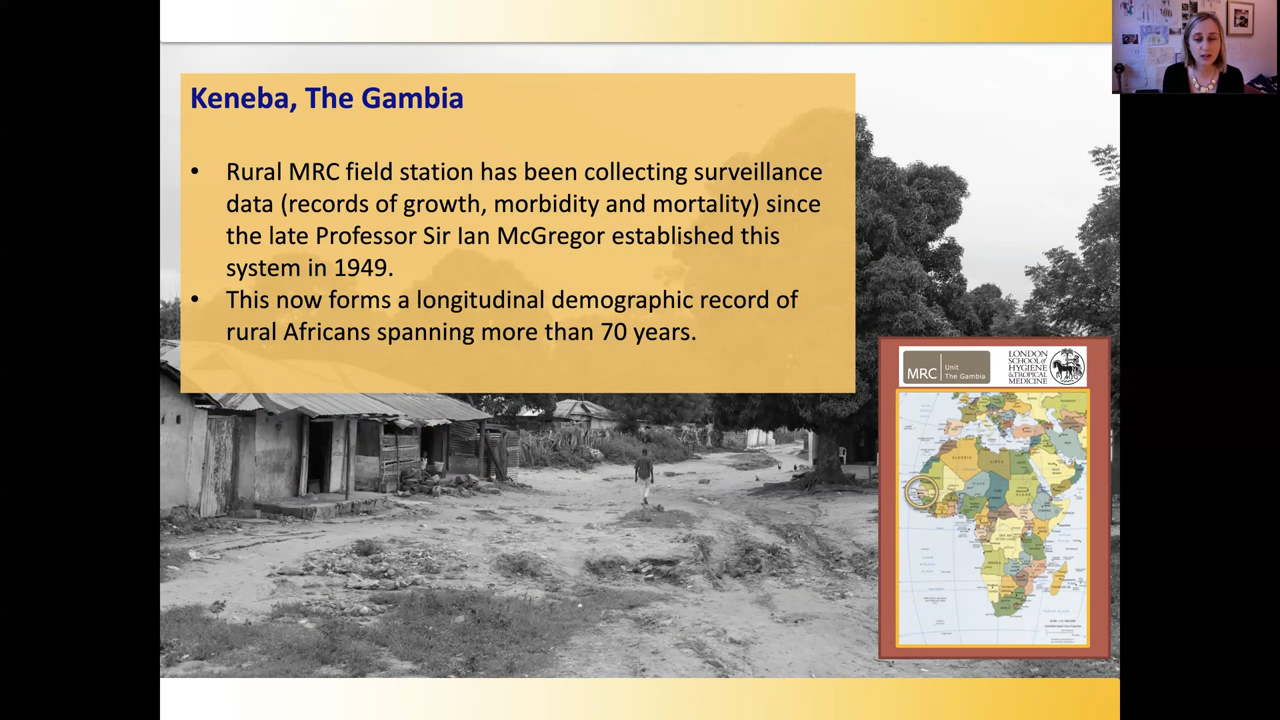 Keneba, The Gambia
• Rural MRC field station has been collecting surveillance
data (records of growth, morbidity and mortality) since
the late Professor Sir Ian McGregor established this
system in 1949.
• This now forms a longitudinal demographic record of
rural Africans spanning more than 70 years.
MRC Unit
The Gambia
LONDON
SCHOOL of
HYGIENE
& TROPICAL
MEDICINE
ALGERIA
LIBYA